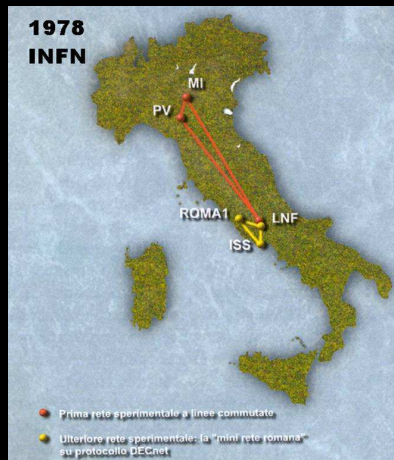 1978
INFN
MI
PV
ROMA1
LNF
ISS
Prima rete sperimentale a linee commutate
Ulteriore rete sperimentale: la "mini rete romana"
su protocollo DECnet